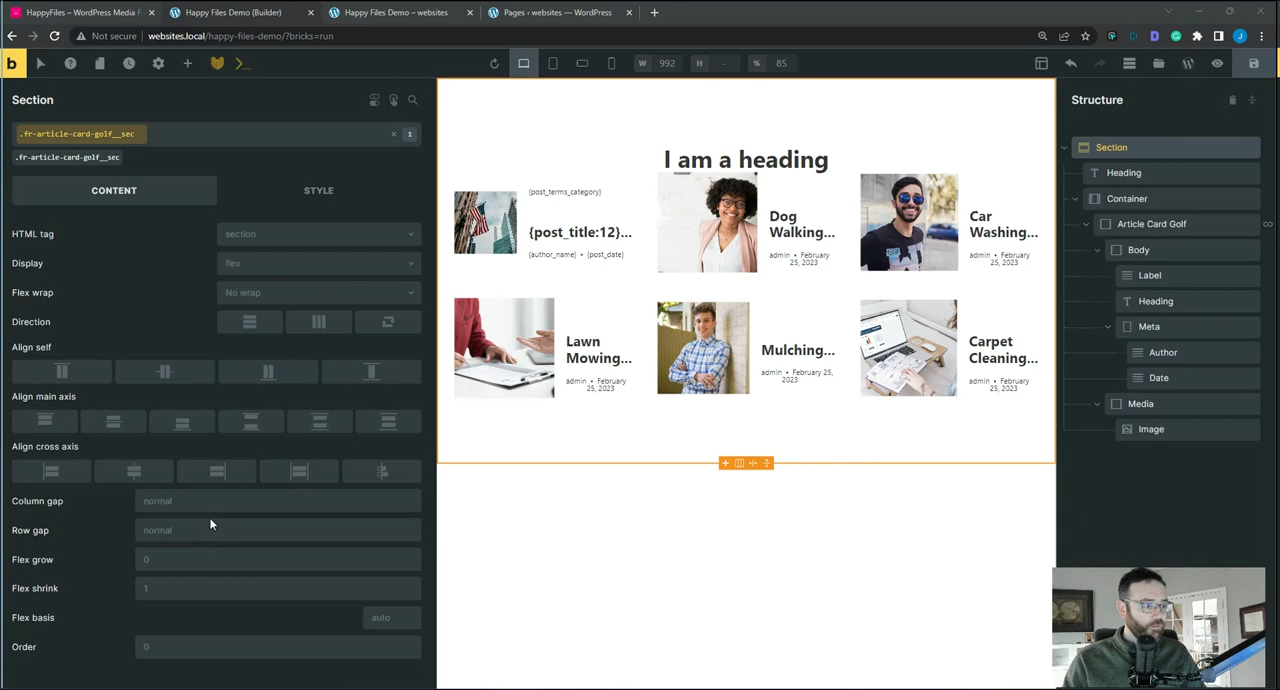 HappyFiles – WordPress Media F
Happy Files Demo (Builder)
Happy Files Demo – websites
Pages ‹ websites — WordPress
Not secure
websites.local/happy-files-demo/?bricks=run
b
W 992
H -
% 85
Section
.fr-article-card-golf__sec
1
.fr-article-card-golf__sec
CONTENT
STYLE
HTML tag
section
Display
flex
Flex wrap
No wrap
Direction
Align self
Align main axis
Align cross axis
Column gap
normal
Row gap
normal
Flex grow
0
Flex shrink
1
Flex basis
auto
Order
0
I am a heading
{post_terms_category}
{post_title:12}...
{author_name} • {post_date}
Dog
Walking...
admin • February
25, 2023
Car
Washing...
admin • February
25, 2023
Lawn
Mowing...
admin • February
25, 2023
Mulching...
admin • February 25,
2023
Carpet
Cleaning...
admin • February
25, 2023
Structure
Section
Heading
Container
Article Card Golf
Body
Label
Heading
Meta
Author
Date
Media
Image